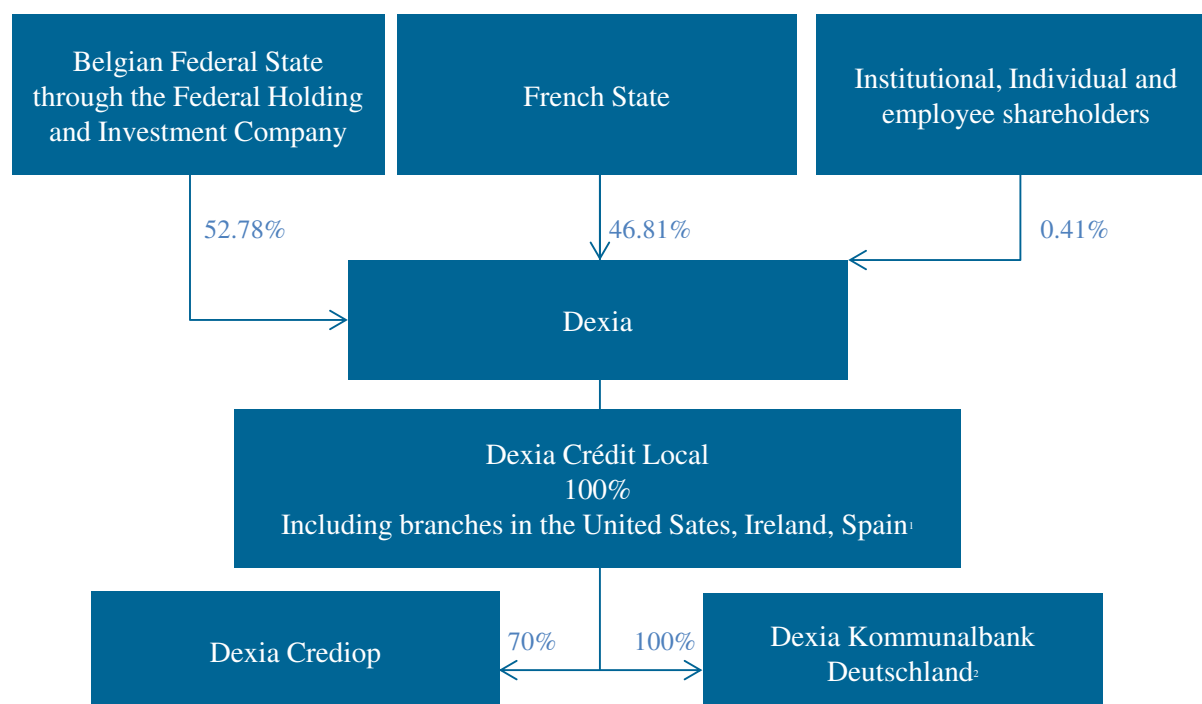 Belgian Federal State
through the Federal Holding
and Investment Company
French State
Institutional, Individual and
employee shareholders
52.78%
46.81%
0.41%
Dexia
Dexia Crédit Local
100%
Including branches in the United Sates, Ireland, Spain¹
Dexia Crediop
70%
100%
Dexia Kommunalbank
Deutschland²